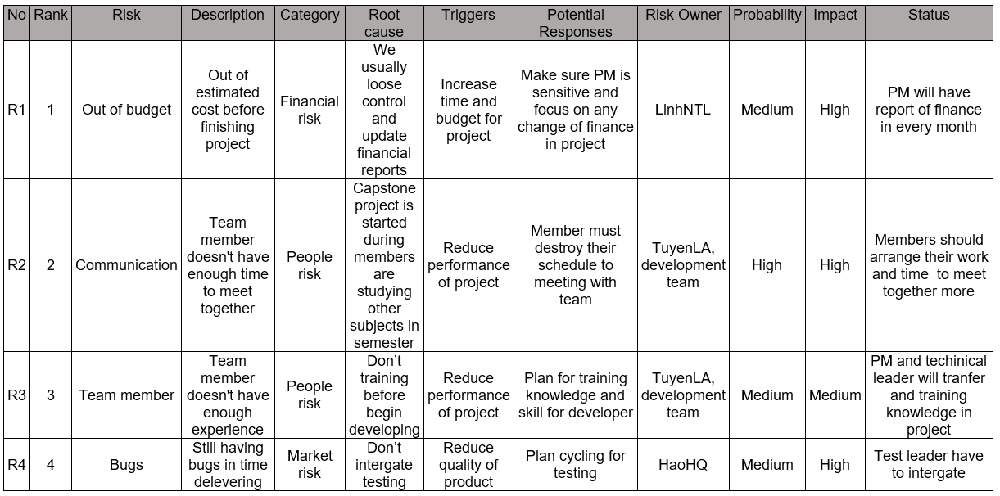 No Rank Risk Description Category Root cause Triggers Potential Responses Risk Owner Probability Impact Status
R1
1
Out of budget
Out of
estimated
cost before
finishing
project
Financial
risk
We
usually
loose
control
and
update
financial
reports
Increase
time and
budget for
project
Make sure PM is
sensitive and
focus on any
change of finance
in project
LinhNTL
Medium
High
PM will have
report of finance
in every month
R2
2
Communication
Team
member
doesn't have
enough time
to meet
together
People
risk
Capstone
project is
started
during
members
are
studying
other
subjects in
semester
Reduce
performance
of project
Member must
destroy their
schedule to
meeting with
team
TuyenLA,
development
team
High
High
Members should
arrange their work
and time  to meet
together more
R3
3
Team member
Team
member
doesn't have
enough
experience
People
risk
Don’t
training
before
begin
developing
Reduce
performance
of project
Plan for training
knowledge and
skill for developer
TuyenLA,
development
team
Medium
Medium
PM and techinical
leader will tranfer
and training
knowledge in
project
R4
4
Bugs
Still having
bugs in time
delevering
Market
risk
Don’t
intergate
testing
Reduce
quality of
product
Plan cycling for
testing
HaoHQ
Medium
High
Test leader have
to intergate